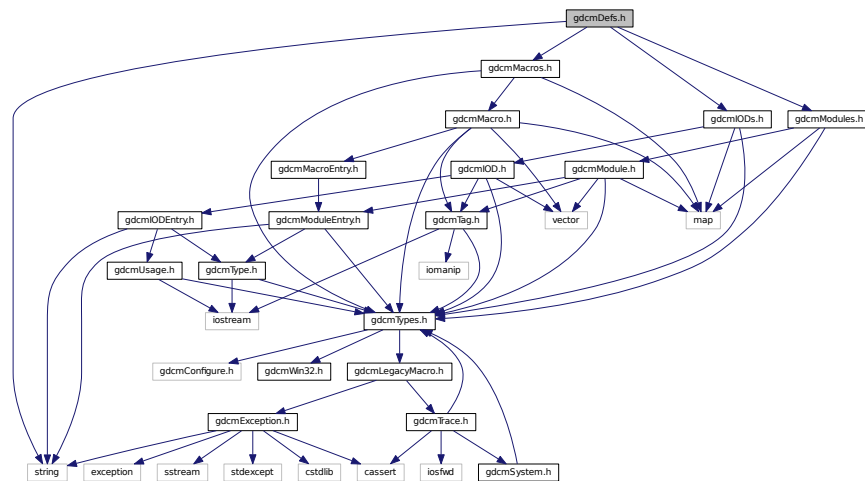 gdcmDefs.h
gdcmMacros.h
gdcmMacro.h
gdcmIODs.h
gdcmModules.h
gdcmMacroEntry.h
gdcmIOD.h
gdcmModule.h
gdcmIODEntry.h
gdcmModuleEntry.h
gdcmTag.h
vector
map
gdcmUsage.h
gdcmType.h
iomanip
iostream
gdcmTypes.h
gdcmConfigure.h
gdcmWin32.h
gdcmLegacyMacro.h
gdcmException.h
gdcmTrace.h
string
exception
sstream
stdexcept
cstdlib
cassert
iosfwd
gdcmSystem.h